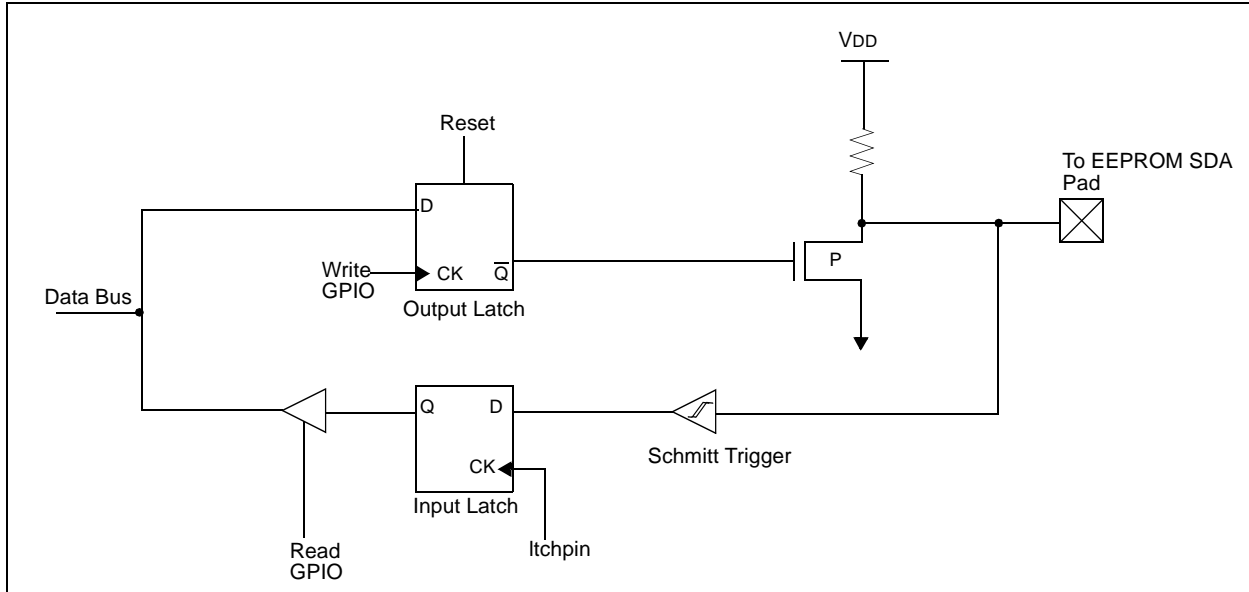 VDD
Reset
To EEPROM SDA
Pad
D
P
Write
GPIO
CK
Q
Data Bus
Output Latch
Q
D
Schmitt Trigger
CK
Input Latch
Read
GPIO
ltchpin